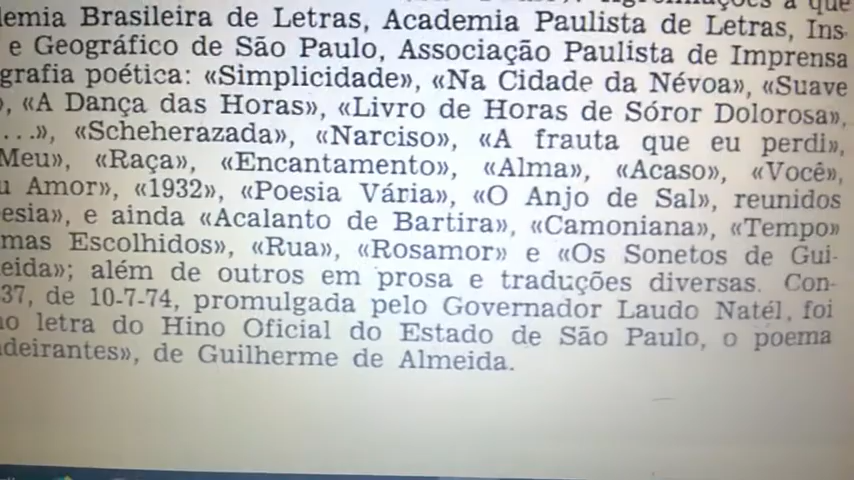 Agremiações a que
emia Brasileira de Letras, Academia Paulista de Letras, Ins-
e Geográfico de São Paulo, Associação Paulista de Imprensa
grafia poética: «Simplicidade», «Na Cidade da Névoa», «Suave
», «A Dança das Horas», «Livro de Horas de Sóror Dolorosa»,
...», «Scheherazada», «Narciso», «A frauta que eu perdi»,
Meu», «Raça», «Encantamento», «Alma», «Acaso», «Você»,
u Amor», «1932», «Poesia Vária», «O Anjo de Sal», reunidos
esia», e ainda «Acalanto de Bartira», «Camoniana», «Tempo»
mas Escolhidos», «Rua», «Rosamor» e «Os Sonetos de Gui-
eida»; além de outros em prosa e traduções diversas. Con-
37, de 10-7-74, promulgada pelo Governador Laudo Natél, foi
o letra do Hino Oficial do Estado de São Paulo, o poema
deirantes», de Guilherme de Almeida.